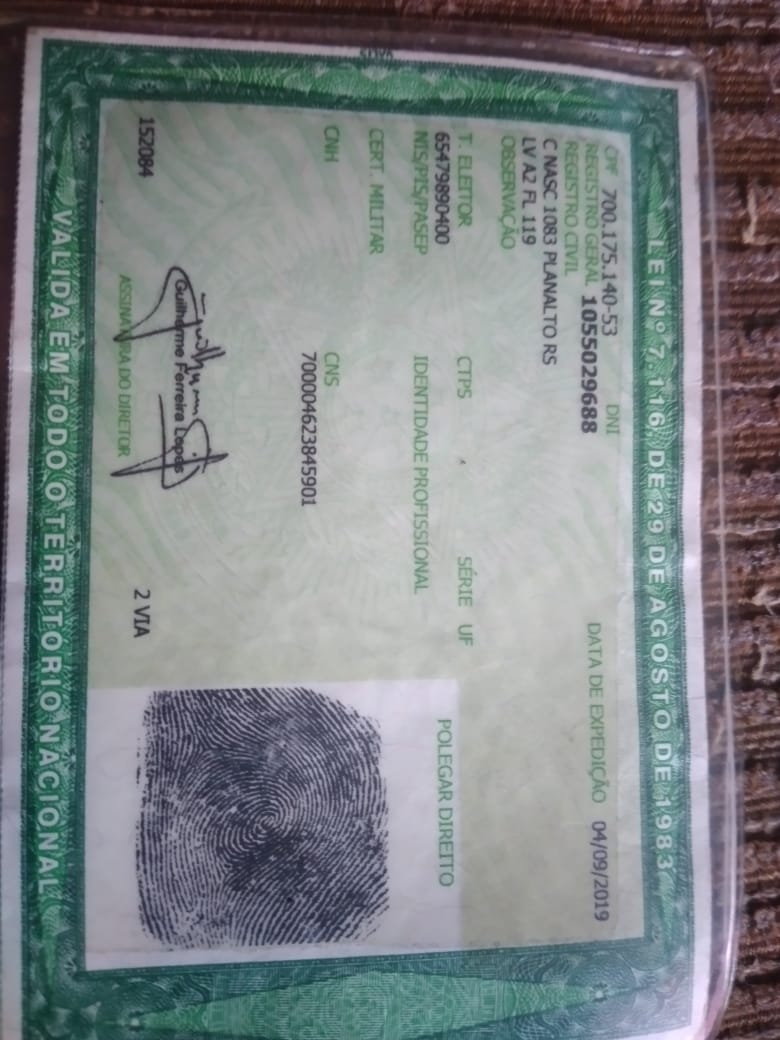 LEI Nº 7.116, DE 29 DE AGOSTO DE 1983
CPF 700.175.140-53 DNI
REGISTRO GERAL 1055029688 DATA DE EXPEDIÇÃO 04/09/2019
REGISTRO CIVIL
C NASC 1083 PLANALTO RS
LV A2 FL 119
OBSERVAÇÃO
T. ELEITOR CTPS SÉRIE UF
65479890400
NIS/PIS/PASEP IDENTIDADE PROFISSIONAL
POLEGAR DIREITO
CERT. MILITAR
CNH CNS
700004623845901
Guilherme Ferreira Lopes
152084 ASSINATURA DO DIRETOR 2 VIA
VALIDA EM TODO O TERRITORIO NACIONAL